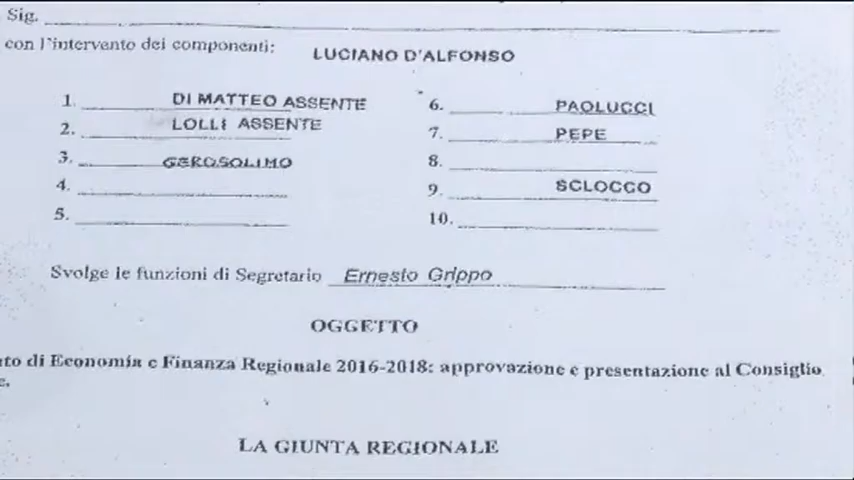 Sig.
con l'intervento dei componenti:
LUCIANO D'ALFONSO
1. DI MATTEO ASSENTE
2. LOLLI ASSENTE
3. GEROSOLIMO
4.
5.
6. PAOLUCCI
7. PEPE
8.
9. SCLOCCO
10.
Svolge le funzioni di Segretario Ernesto Grippo
OGGETTO
di Economia e Finanza Regionale 2016-2018: approvazione e presentazione al Consiglio
LA GIUNTA REGIONALE